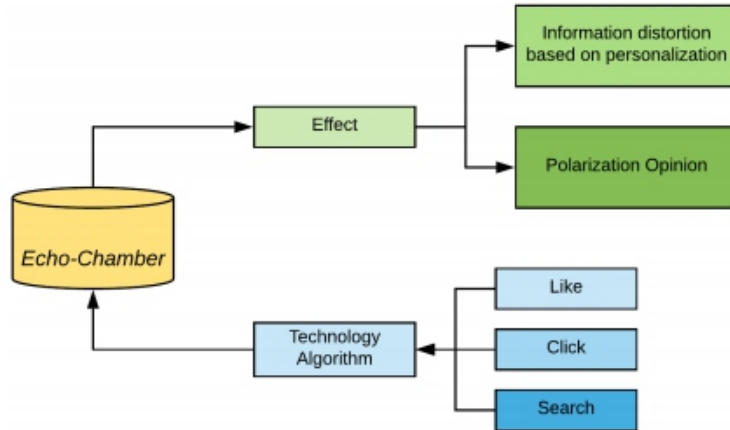 Information distortion
based on personalization
Effect
Polarization Opinion
Echo-Chamber
Like
Technology
Algorithm
Click
Search